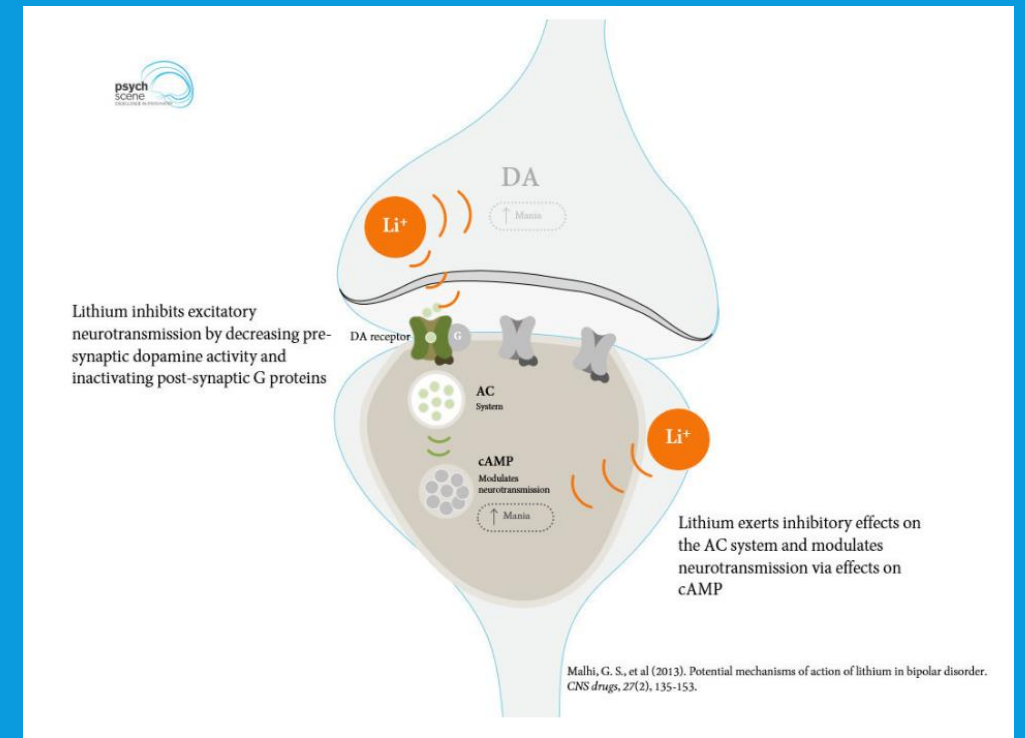 psych
scene
DA
↑ Mania
Li⁺
Lithium inhibits excitatory
neurotransmission by decreasing pre-
synaptic dopamine activity and
inactivating post-synaptic G proteins
DA receptor
G
AC
System
cAMP
Modulates
neurotransmission
↑ Mania
Li⁺
Lithium exerts inhibitory effects on
the AC system and modulates
neurotransmission via effects on
cAMP
Malhi, G. S., et al (2013). Potential mechanisms of action of lithium in bipolar disorder.
CNS drugs, 27(2), 135-153.